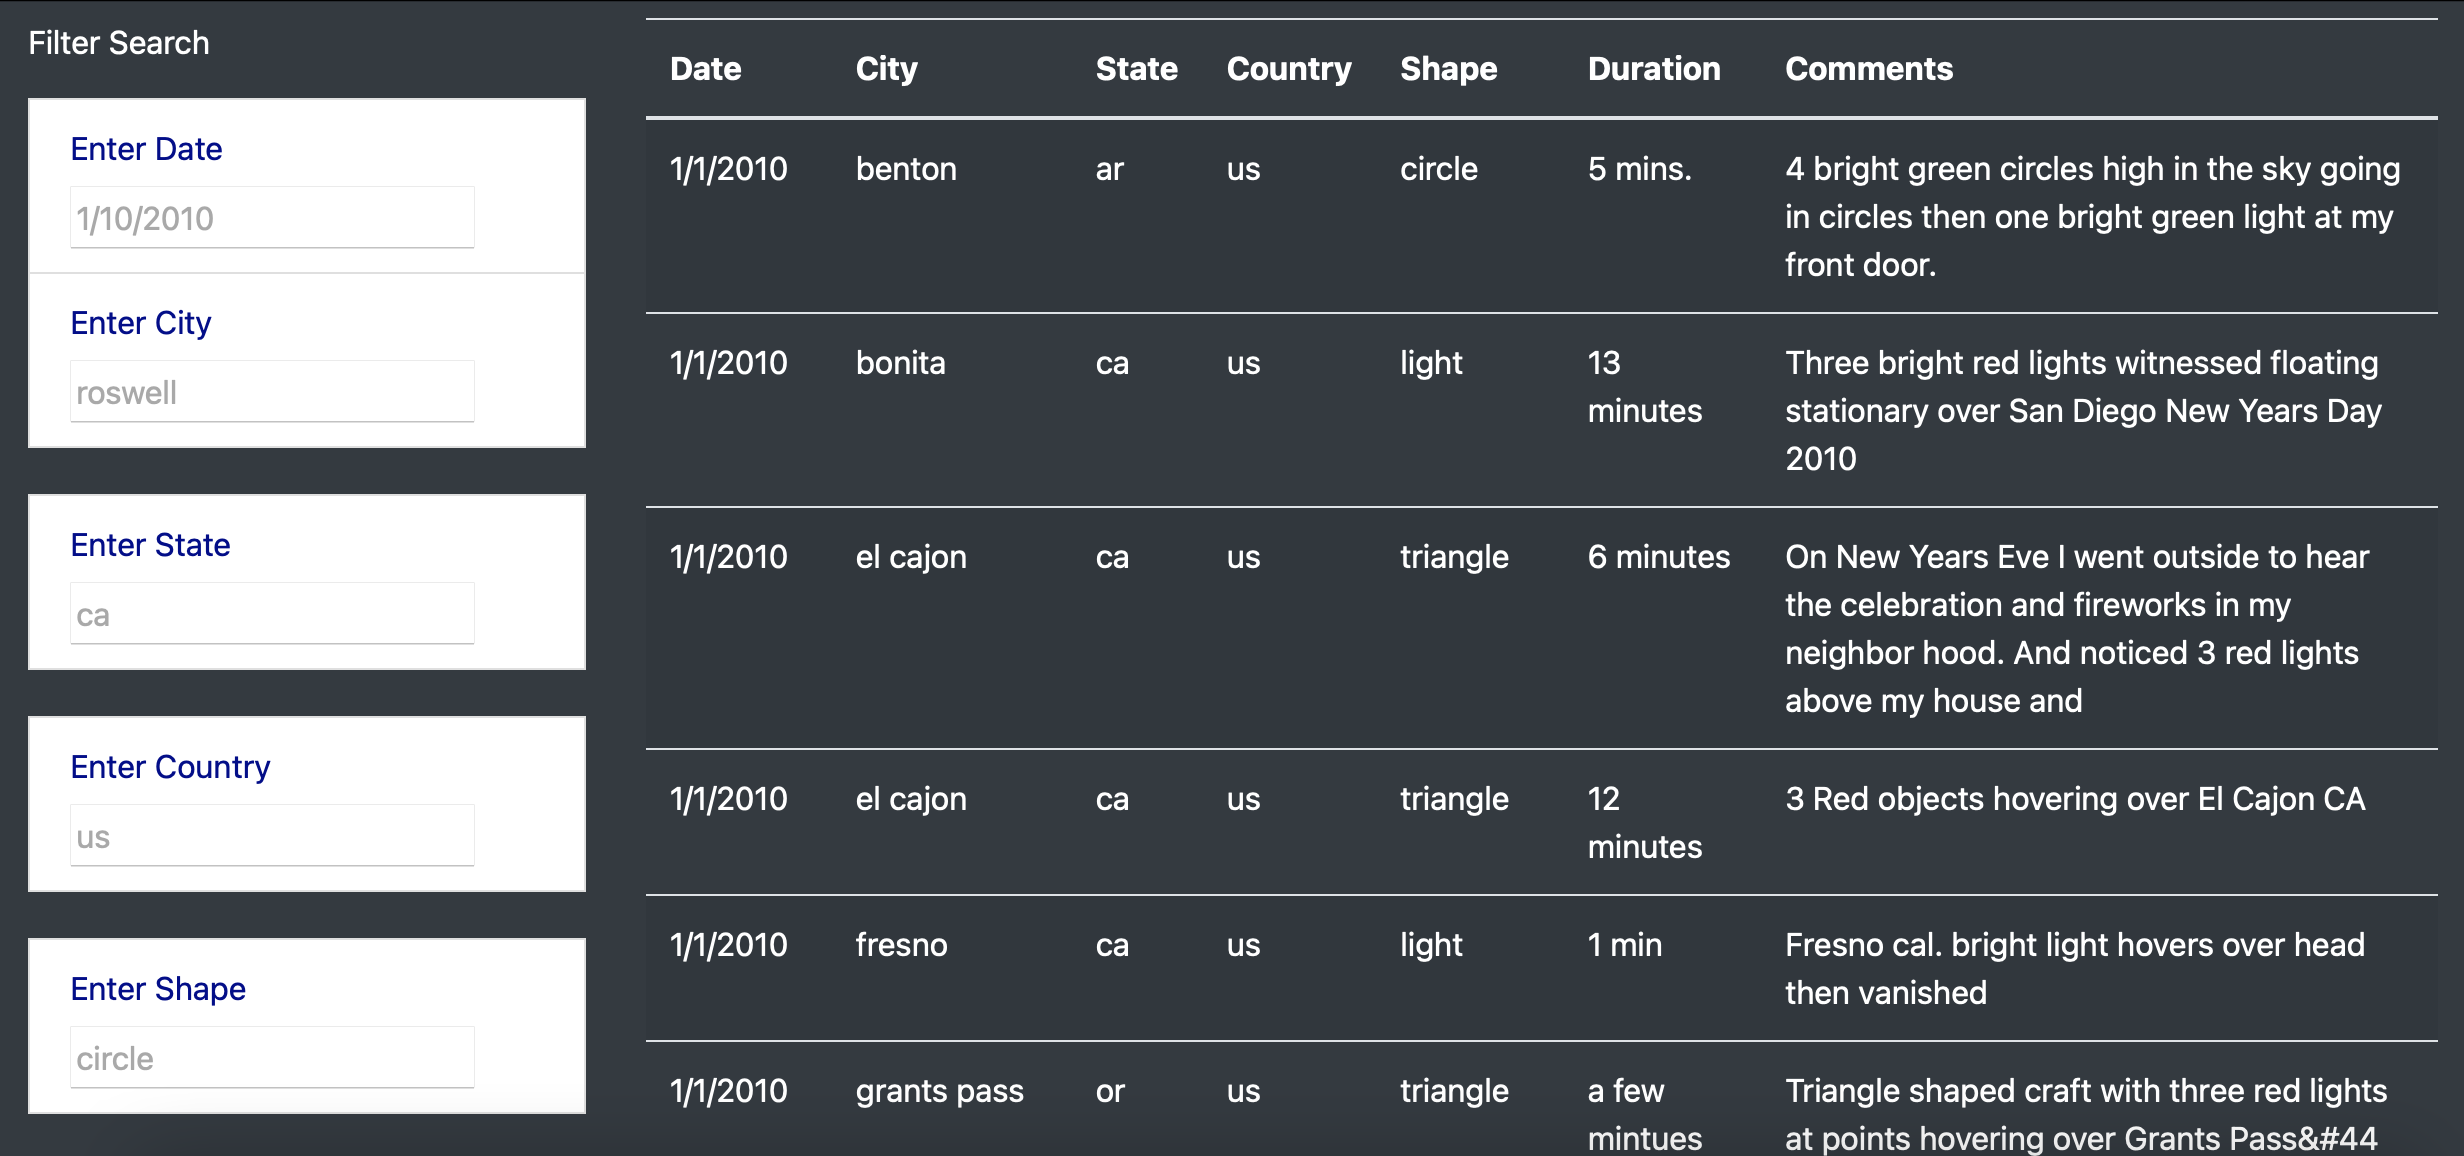 Filter Search
Enter Date
1/10/2010
Enter City
roswell
Enter State
ca
Enter Country
us
Enter Shape
circle
Date City State Country Shape Duration Comments
1/1/2010 benton ar us circle 5 mins. 4 bright green circles high in the sky going
in circles then one bright green light at my
front door.
1/1/2010 bonita ca us light 13 Three bright red lights witnessed floating
minutes stationary over San Diego New Years Day
2010
1/1/2010 el cajon ca us triangle 6 minutes On New Years Eve I went outside to hear
the celebration and fireworks in my
neighbor hood. And noticed 3 red lights
above my house and
1/1/2010 el cajon ca us triangle 12 3 Red objects hovering over El Cajon CA
minutes
1/1/2010 fresno ca us light 1 min Fresno cal. bright light hovers over head
then vanished
1/1/2010 grants pass or us triangle a few Triangle shaped craft with three red lights
mintues at points hovering over Grants Pass&#44